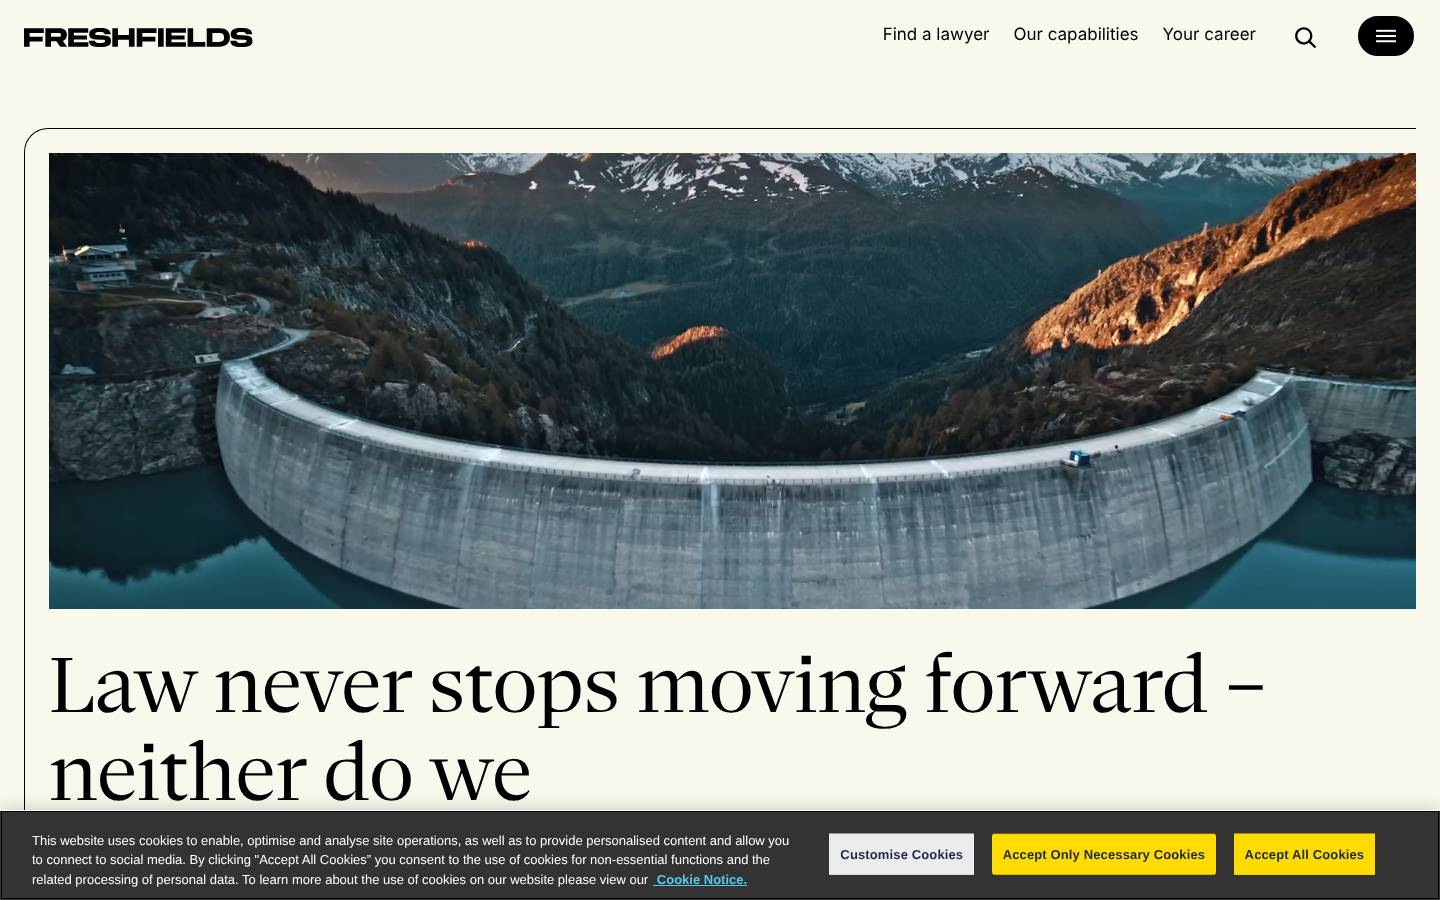 FRESHFIELDS
Find a lawyer
Our capabilities
Your career
Law never stops moving forward –
neither do we
This website uses cookies to enable, optimise and analyse site operations, as well as to provide personalised content and allow you
to connect to social media. By clicking "Accept All Cookies" you consent to the use of cookies for non-essential functions and the
related processing of personal data. To learn more about the use of cookies on our website please view our Cookie Notice.
Customise Cookies
Accept Only Necessary Cookies
Accept All Cookies